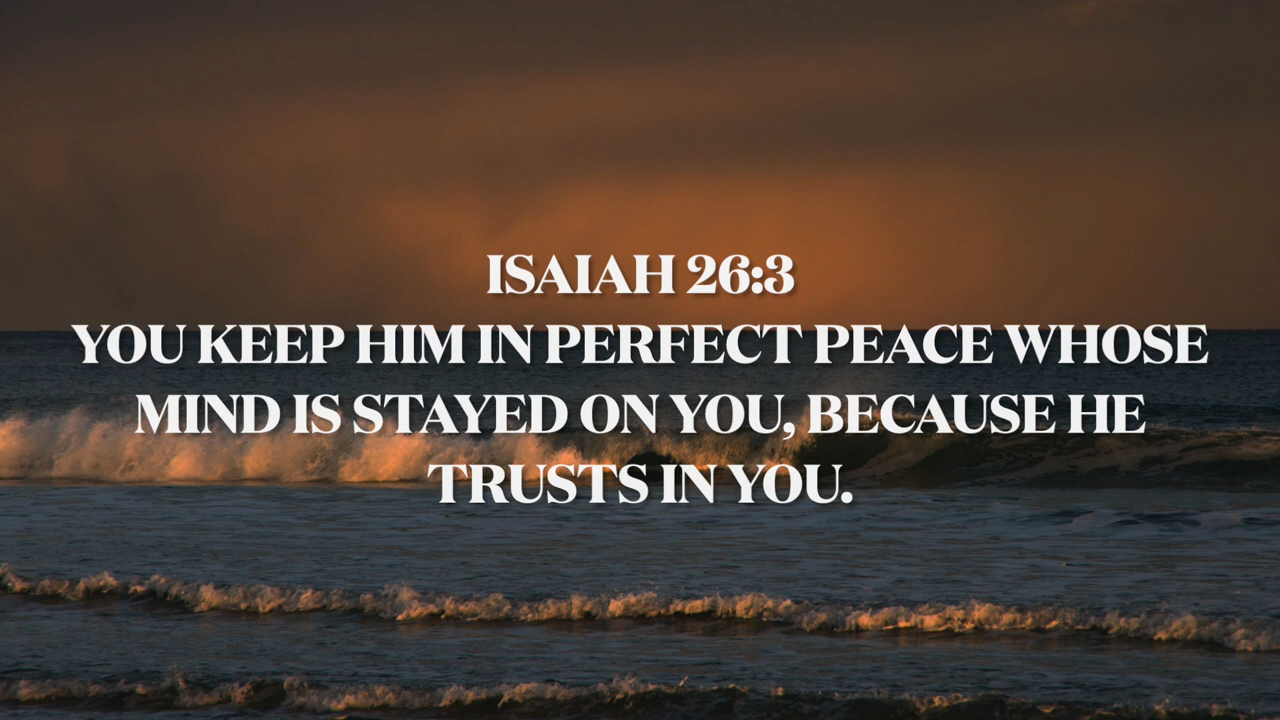 ISAIAH 26:3
YOU KEEP HIM IN PERFECT PEACE WHOSE
MIND IS STAYED ON YOU, BECAUSE HE
TRUSTS IN YOU.